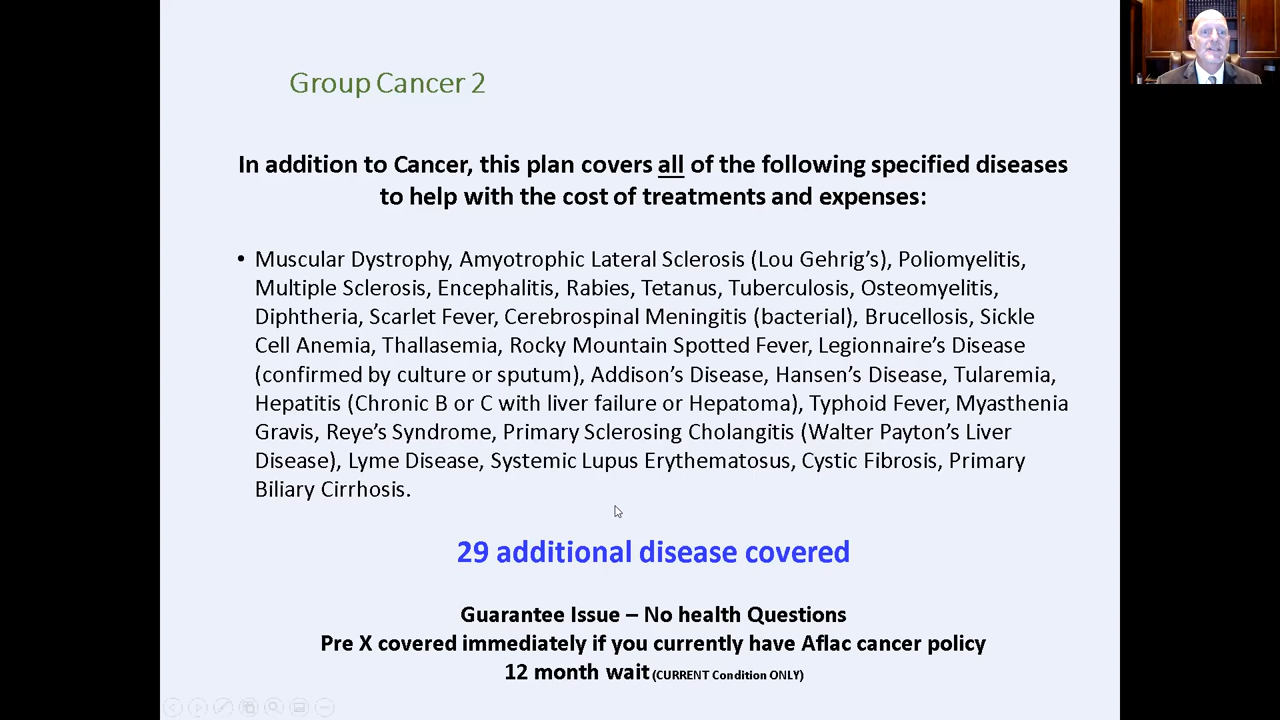 Group Cancer 2
In addition to Cancer, this plan covers all of the following specified diseases
to help with the cost of treatments and expenses:
• Muscular Dystrophy, Amyotrophic Lateral Sclerosis (Lou Gehrig’s), Poliomyelitis,
Multiple Sclerosis, Encephalitis, Rabies, Tetanus, Tuberculosis, Osteomyelitis,
Diphtheria, Scarlet Fever, Cerebrospinal Meningitis (bacterial), Brucellosis, Sickle
Cell Anemia, Thallasemia, Rocky Mountain Spotted Fever, Legionnaire’s Disease
(confirmed by culture or sputum), Addison’s Disease, Hansen’s Disease, Tularemia,
Hepatitis (Chronic B or C with liver failure or Hepatoma), Typhoid Fever, Myasthenia
Gravis, Reye’s Syndrome, Primary Sclerosing Cholangitis (Walter Payton’s Liver
Disease), Lyme Disease, Systemic Lupus Erythematosus, Cystic Fibrosis, Primary
Biliary Cirrhosis.
29 additional disease covered
Guarantee Issue – No health Questions
Pre X covered immediately if you currently have Aflac cancer policy
12 month wait (CURRENT Condition ONLY)